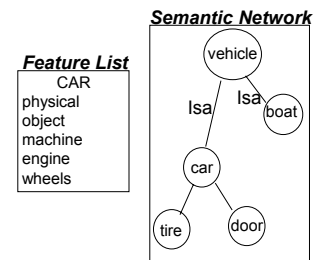 Feature List
CAR
physical
object
machine
engine
wheels
Semantic Network
vehicle
Isa
Isa
boat
car
tire
door